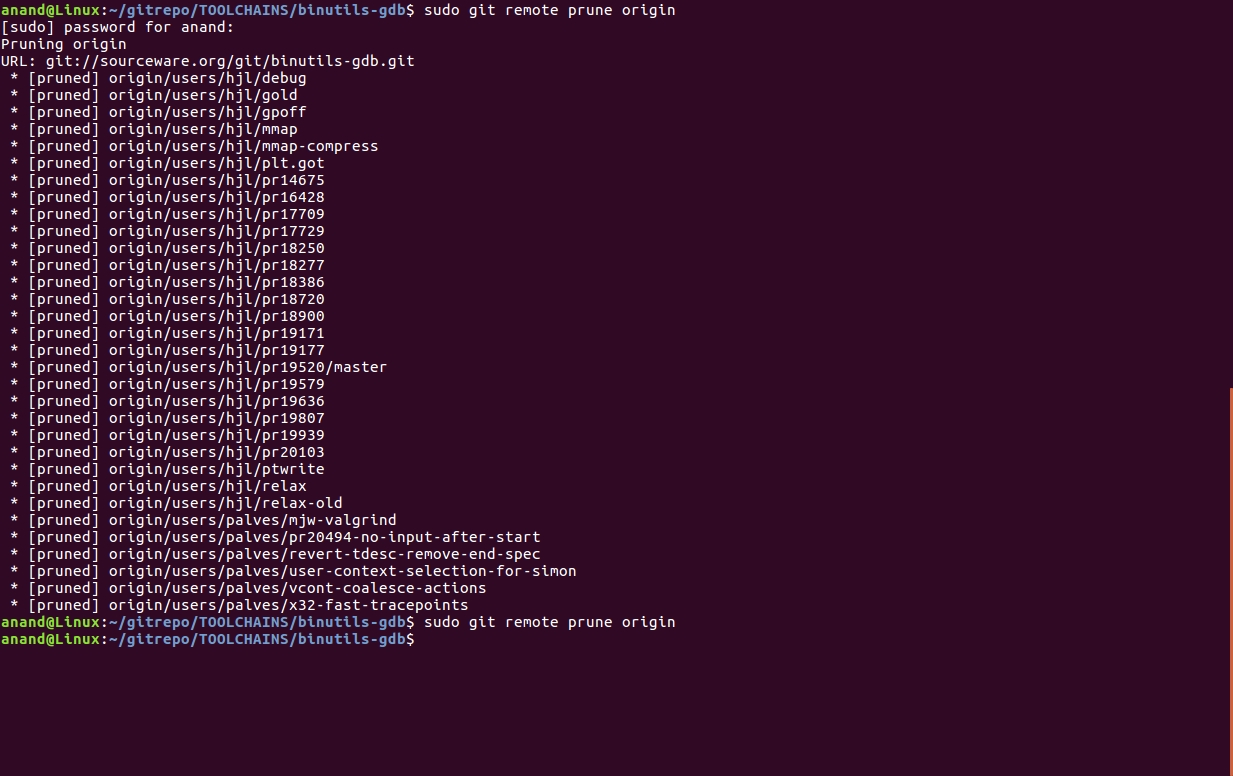 anand@Linux:~/gitrepo/TOOLCHAINS/binutils-gdb$ sudo git remote prune origin
[sudo] password for anand:
Pruning origin
URL: git://sourceware.org/git/binutils-gdb.git
 * [pruned] origin/users/hjl/debug
 * [pruned] origin/users/hjl/gold
 * [pruned] origin/users/hjl/gpoff
 * [pruned] origin/users/hjl/mmap
 * [pruned] origin/users/hjl/mmap-compress
 * [pruned] origin/users/hjl/plt.got
 * [pruned] origin/users/hjl/pr14675
 * [pruned] origin/users/hjl/pr16428
 * [pruned] origin/users/hjl/pr17709
 * [pruned] origin/users/hjl/pr17729
 * [pruned] origin/users/hjl/pr18250
 * [pruned] origin/users/hjl/pr18277
 * [pruned] origin/users/hjl/pr18386
 * [pruned] origin/users/hjl/pr18720
 * [pruned] origin/users/hjl/pr18900
 * [pruned] origin/users/hjl/pr19171
 * [pruned] origin/users/hjl/pr19177
 * [pruned] origin/users/hjl/pr19520/master
 * [pruned] origin/users/hjl/pr19579
 * [pruned] origin/users/hjl/pr19636
 * [pruned] origin/users/hjl/pr19807
 * [pruned] origin/users/hjl/pr19939
 * [pruned] origin/users/hjl/pr20103
 * [pruned] origin/users/hjl/ptwrite
 * [pruned] origin/users/hjl/relax
 * [pruned] origin/users/hjl/relax-old
 * [pruned] origin/users/palves/mjw-valgrind
 * [pruned] origin/users/palves/pr20494-no-input-after-start
 * [pruned] origin/users/palves/revert-tdesc-remove-end-spec
 * [pruned] origin/users/palves/user-context-selection-for-simon
 * [pruned] origin/users/palves/vcont-coalesce-actions
 * [pruned] origin/users/palves/x32-fast-tracepoints
anand@Linux:~/gitrepo/TOOLCHAINS/binutils-gdb$ sudo git remote prune origin
anand@Linux:~/gitrepo/TOOLCHAINS/binutils-gdb$